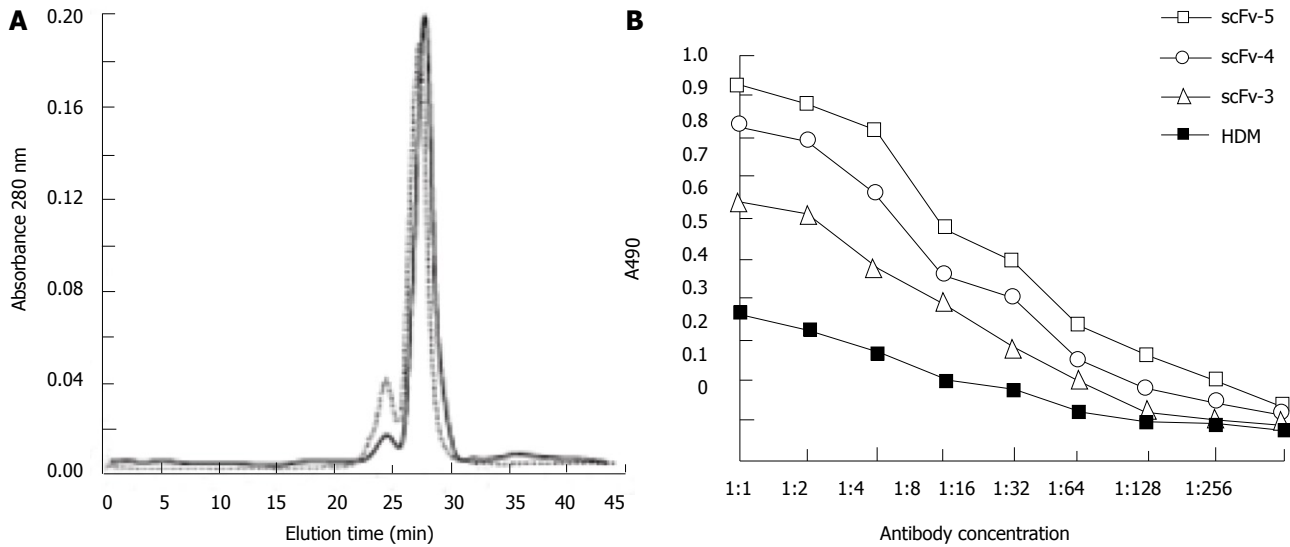 A
0.20
0.16
0.12
0.08
0.04
0.00
Absorbance 280 nm
0 5 10 15 20 25 30 35 40 45
Elution time (min)
B
scFv-5
scFv-4
scFv-3
HDM
1.0
0.9
0.8
0.7
0.6
0.5
0.4
0.3
0.2
0.1
0
A490
1:1 1:2 1:4 1:8 1:16 1:32 1:64 1:128 1:256
Antibody concentration